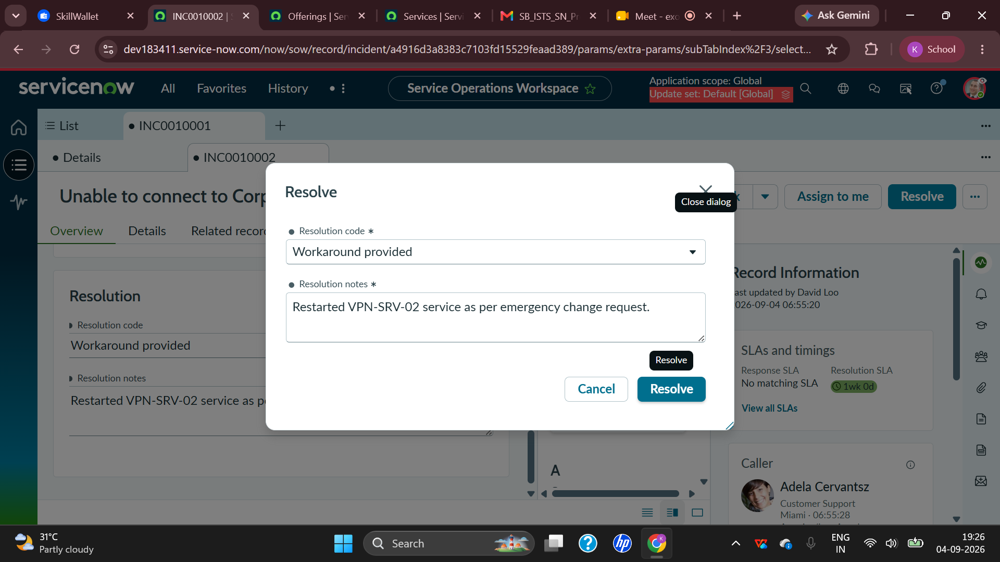 SkillWallet
INC0010002 | S
Offerings | Ser
Services | Servi
SB_ISTS_SN_Pr
Meet - exo
Ask Gemini
dev183411.service-now.com/now/sow/record/incident/a4916d3a8383c7103fd15529feaad389/params/extra-params/subTabIndex%2F3/select...
K School
servicenow
All
Favorites
History
Service Operations Workspace
Application scope: Global
Update set: Default [Global]
List
INC0010001
Details
INC0010002
Unable to connect to Corp
k
Assign to me
Resolve
Overview
Details
Related record
Resolve
Close dialog
Resolution code *
Workaround provided
Resolution notes *
Restarted VPN-SRV-02 service as per emergency change request.
Resolve
Cancel
Resolve
Resolution
Resolution code
Workaround provided
Resolution notes
Restarted VPN-SRV-02 service as pe
A
Record Information
ast updated by David Loo
026-09-04 06:55:20
SLAs and timings
Response SLA
Resolution SLA
No matching SLA
1wk 0d
View all SLAs
Caller
Adela Cervantsz
Customer Support
Miami · 06:55:28
31°C
Partly cloudy
Search
hp
K
ENG
IN
19:26
04-09-2026